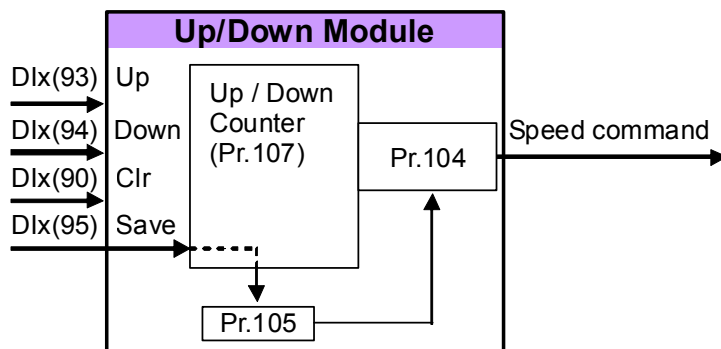 Up/Down Module
DIx(93) Up
DIx(94) Down
DIx(90) Clr
DIx(95) Save
Up / Down
Counter
(Pr.107)
Pr.104
Speed command
Pr.105